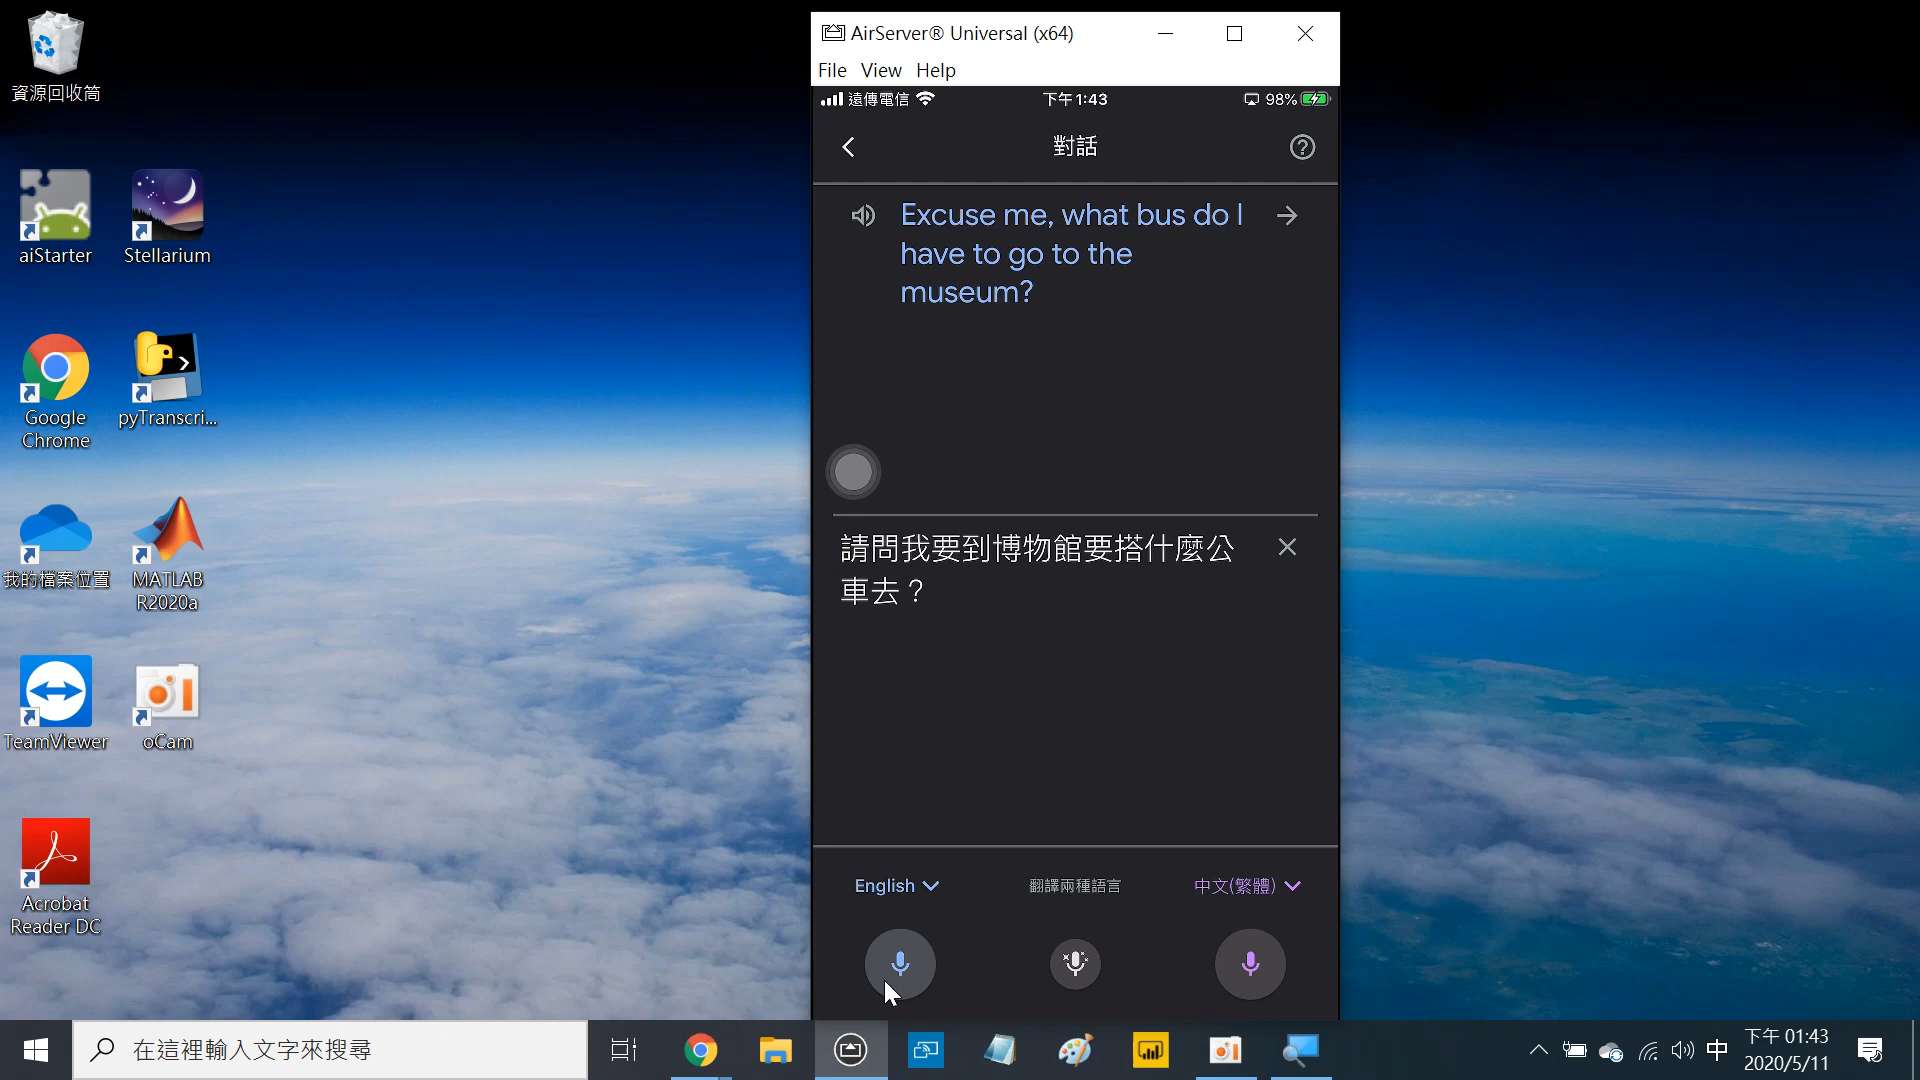 資源回收筒
aiStarter
Stellarium
Google
Chrome
pyTranscri...
我的檔案位置
MATLAB
R2020a
TeamViewer
oCam
Acrobat
Reader DC
AirServer® Universal (x64)
File View Help
遠傳電信
下午1:43
98%
對話
Excuse me, what bus do I
have to go to the
museum?
請問我要到博物館要搭什麼公
車去？
English
翻譯兩種語言
中文(繁體)
在這裡輸入文字來搜尋
中
下午 01:43
2020/5/11